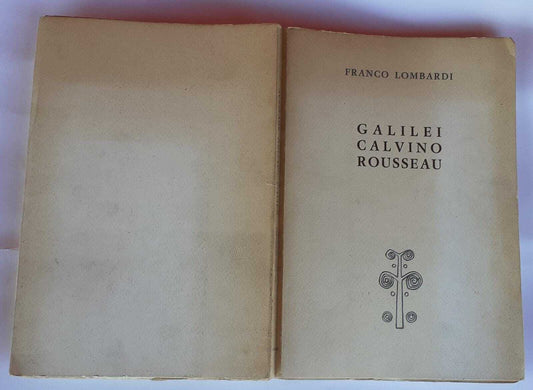 FRANCO LOMBARDI
GALILEI
CALVINO
ROUSSEAU